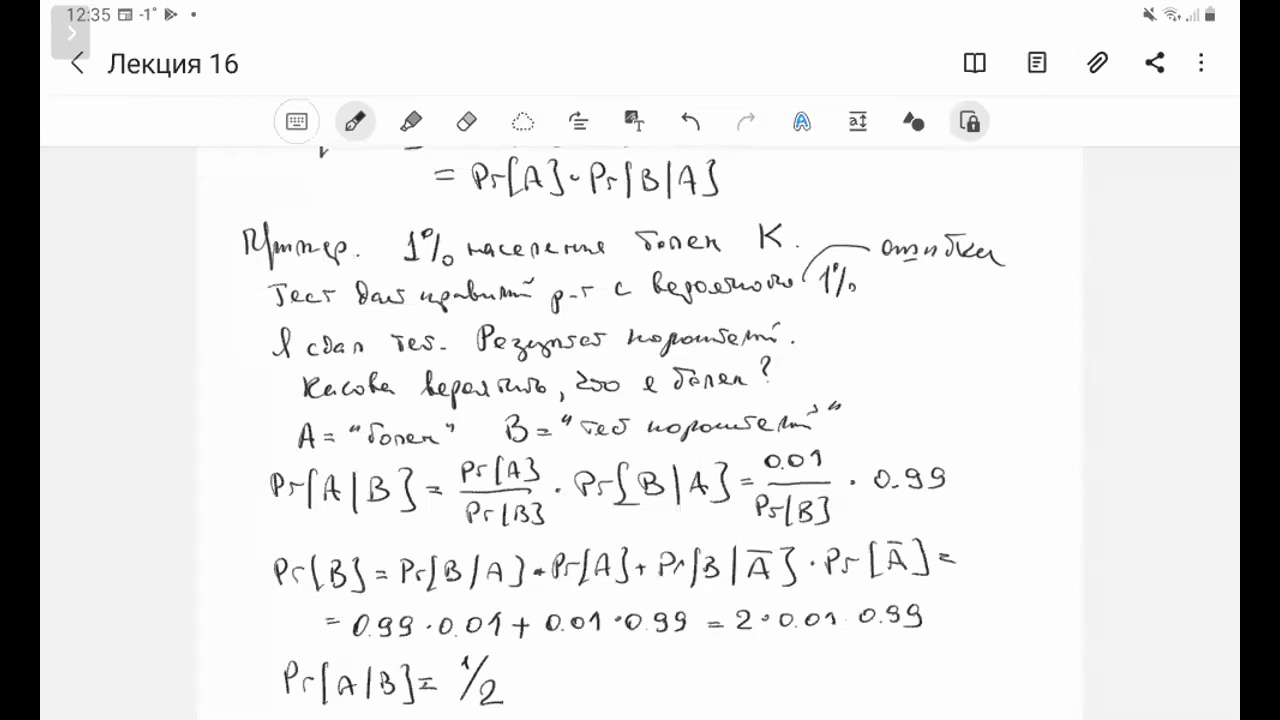 12:35 -1°
Лекция 16
= Pr[A] · Pr[B|A]
Пример. 1% населения болен К.
ошибка
Тест дает правильный р-т с вероятностью 1%
Я сдал тест. Результат положительный.
Какова вероятность, что я болен?
A = "болен" B = "тест положительный"
Pr[A|B] = Pr[A]/Pr[B] · Pr[B|A] = 0.01/Pr[B] · 0.99
Pr[B] = Pr[B|A] · Pr[A] + Pr[B|Ā] · Pr[Ā] =
= 0.99 · 0.01 + 0.01 · 0.99 = 2 · 0.01 · 0.99
Pr[A|B] = 1/2